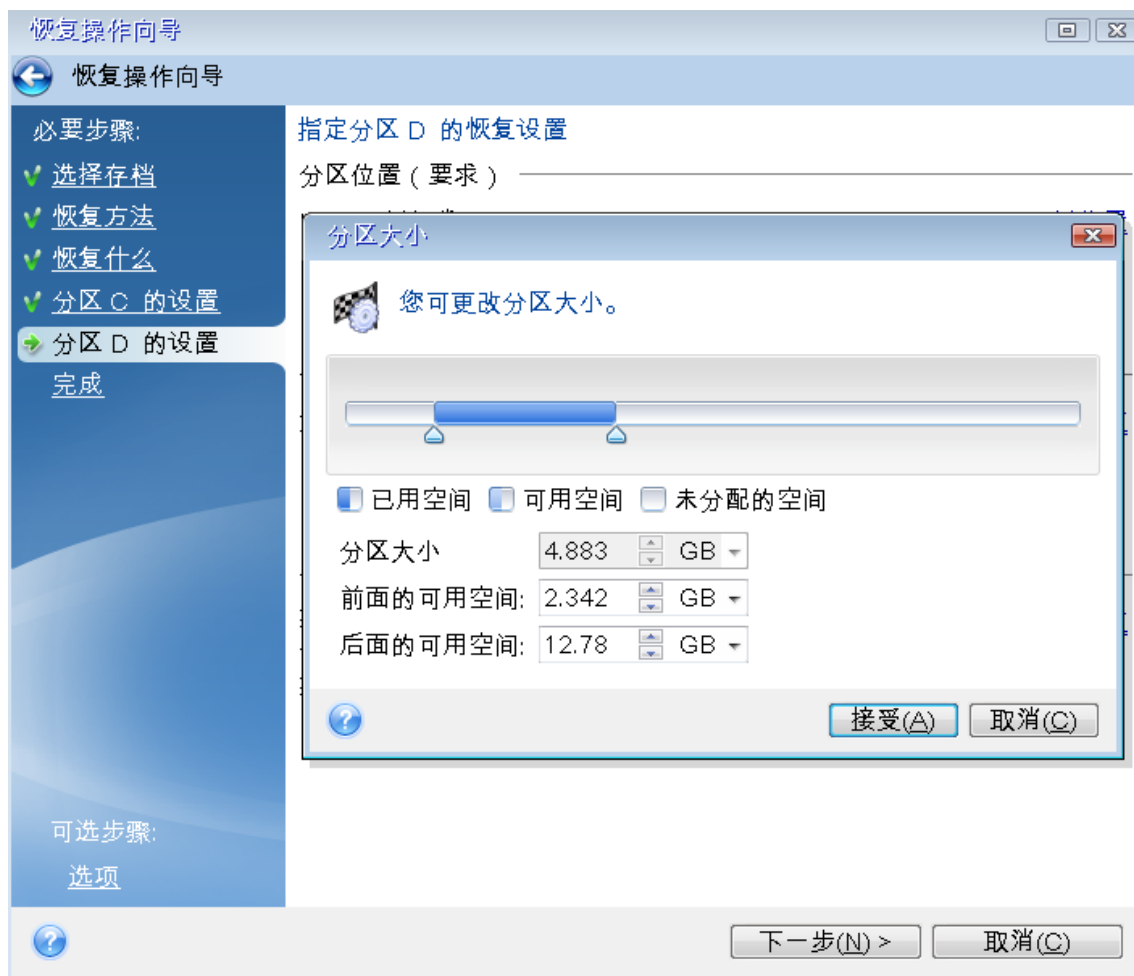 恢复操作向导
恢复操作向导
必要步骤:
选择存档
恢复方法
恢复什么
分区 C 的设置
分区 D 的设置
完成
可选步骤:
选项
指定分区 D 的恢复设置
分区位置 ( 要求 )
分区大小
您可更改分区大小。
已用空间 可用空间 未分配的空间
分区大小 4.883 GB
前面的可用空间: 2.342 GB
后面的可用空间: 12.78 GB
接受(A) 取消(C)
下一步(N) > 取消(C)